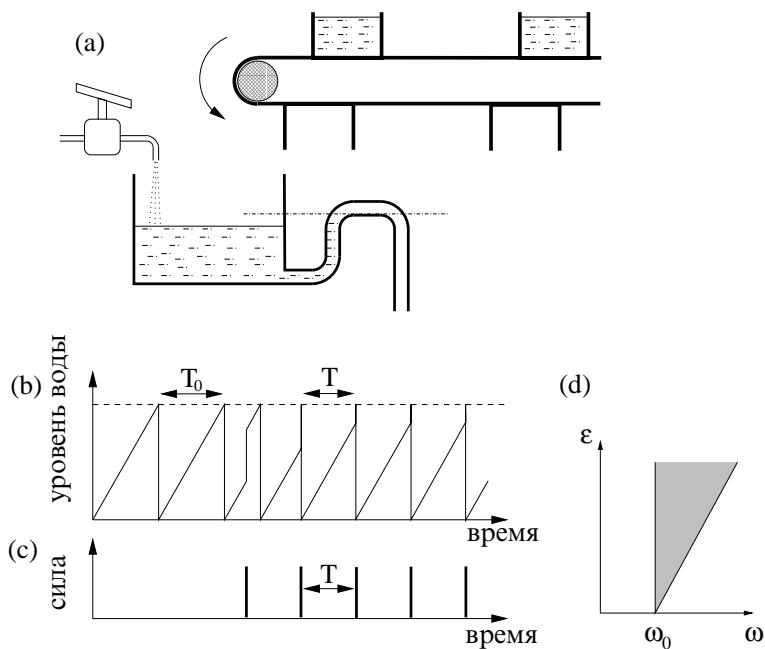 (a)
(b)
уровень воды
T₀
T
время
(c)
сила
T
время
(d)
ε
ω₀
ω